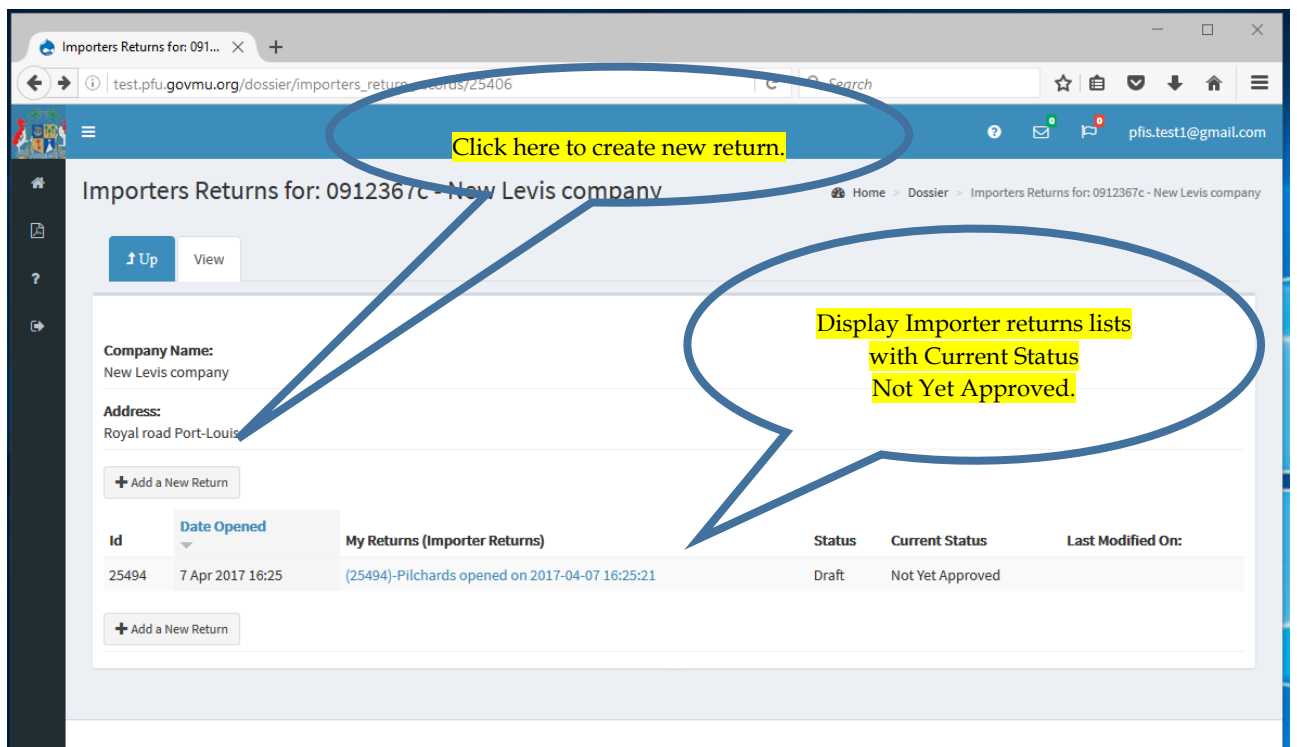 Importers Returns for: 091...
test.pfu.govmu.org/dossier/importers_return_records/25406
Search
Click here to create new return.
0
0
pfis.test1@gmail.com
Importers Returns for: 0912367c - New Levis company
Home > Dossier > Importers Returns for: 0912367c - New Levis company
Up
View
Display Importer returns lists
with Current Status
Not Yet Approved.
Company Name:
New Levis company
Address:
Royal road Port-Louis
+ Add a New Return
Id Date Opened My Returns (Importer Returns) Status Current Status Last Modified On:
25494 7 Apr 2017 16:25 (25494)-Pilchards opened on 2017-04-07 16:25:21 Draft Not Yet Approved
+ Add a New Return